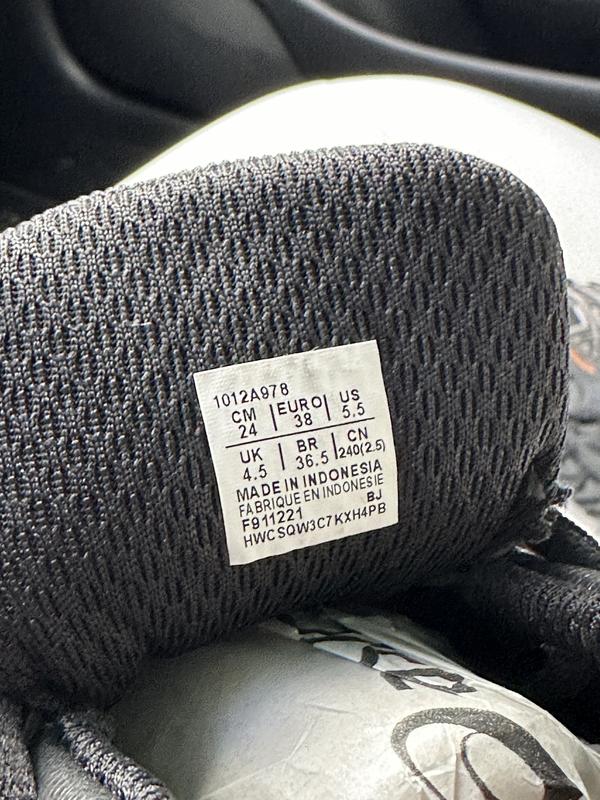 1012A978
CM | EURO | US
24 | 38 | 5.5
UK | BR | CN
4.5 | 36.5 | 240(2.5)
MADE IN INDONESIA
FABRIQUE EN INDONESIE
F911221 BJ
HWCSQW3C7KXH4PB